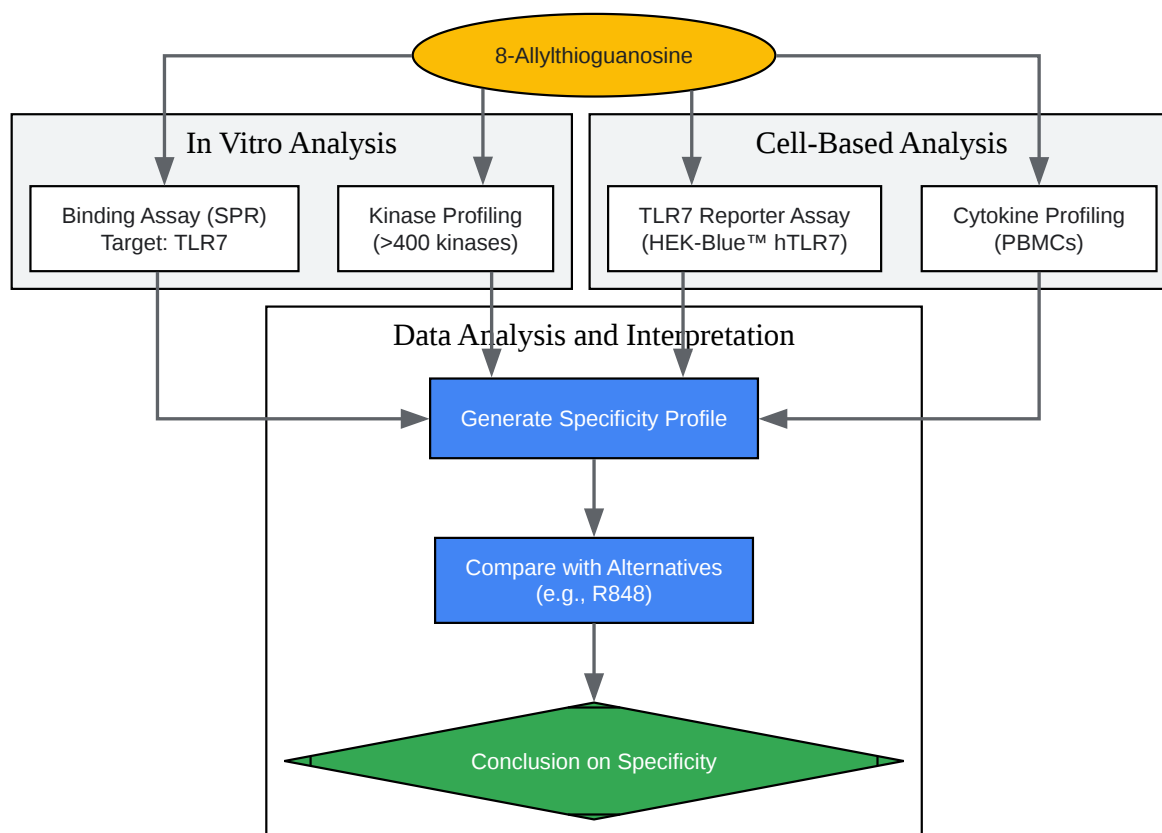 8-Allylthioguanosine
In Vitro Analysis
Cell-Based Analysis
Binding Assay (SPR)
Target: TLR7
Kinase Profiling
(>400 kinases)
TLR7 Reporter Assay
(HEK-Blue™ hTLR7)
Cytokine Profiling
(PBMCs)
Data Analysis and Interpretation
Generate Specificity Profile
Compare with Alternatives
(e.g., R848)
Conclusion on Specificity